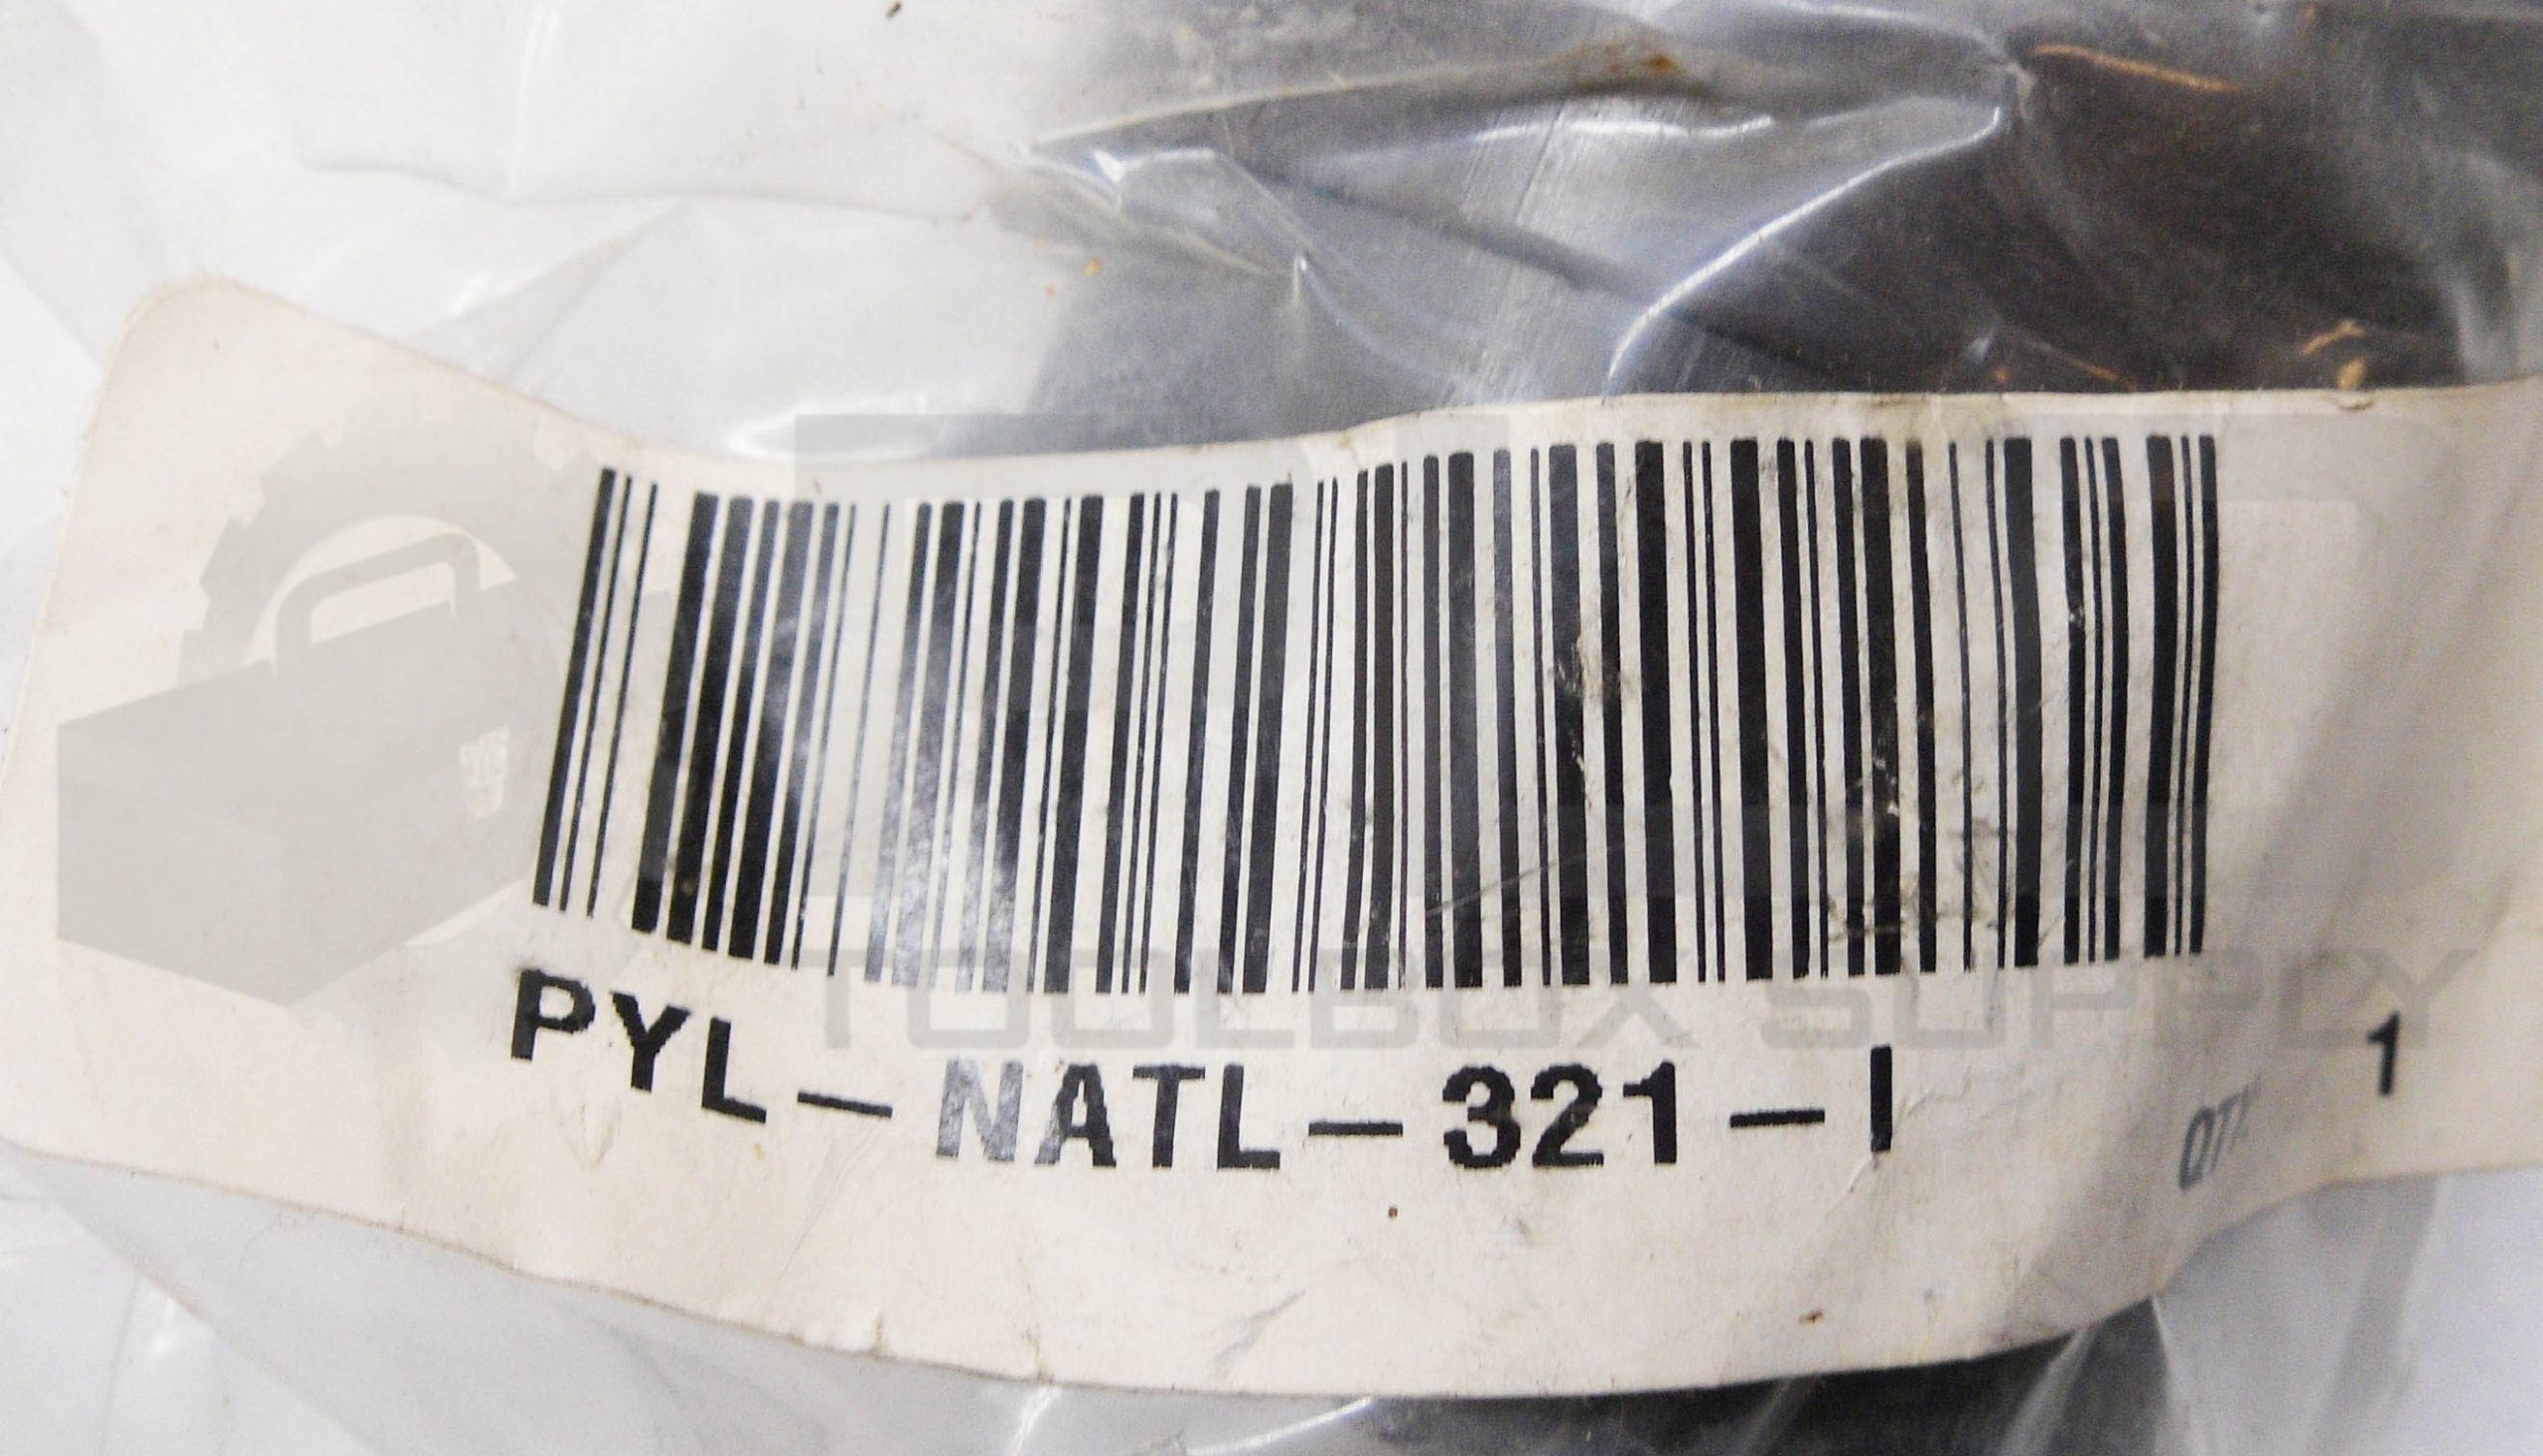 PYL-NATL-321-I
QTY 1
TOOLBOX SUPPLY